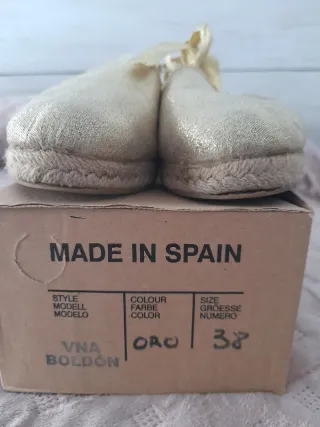 MADE IN SPAIN
STYLE COLOUR SIZE
MODELL FARBE GROESSE
MODELO COLOR NUMERO
VNA ORO 38
BOLDÓN